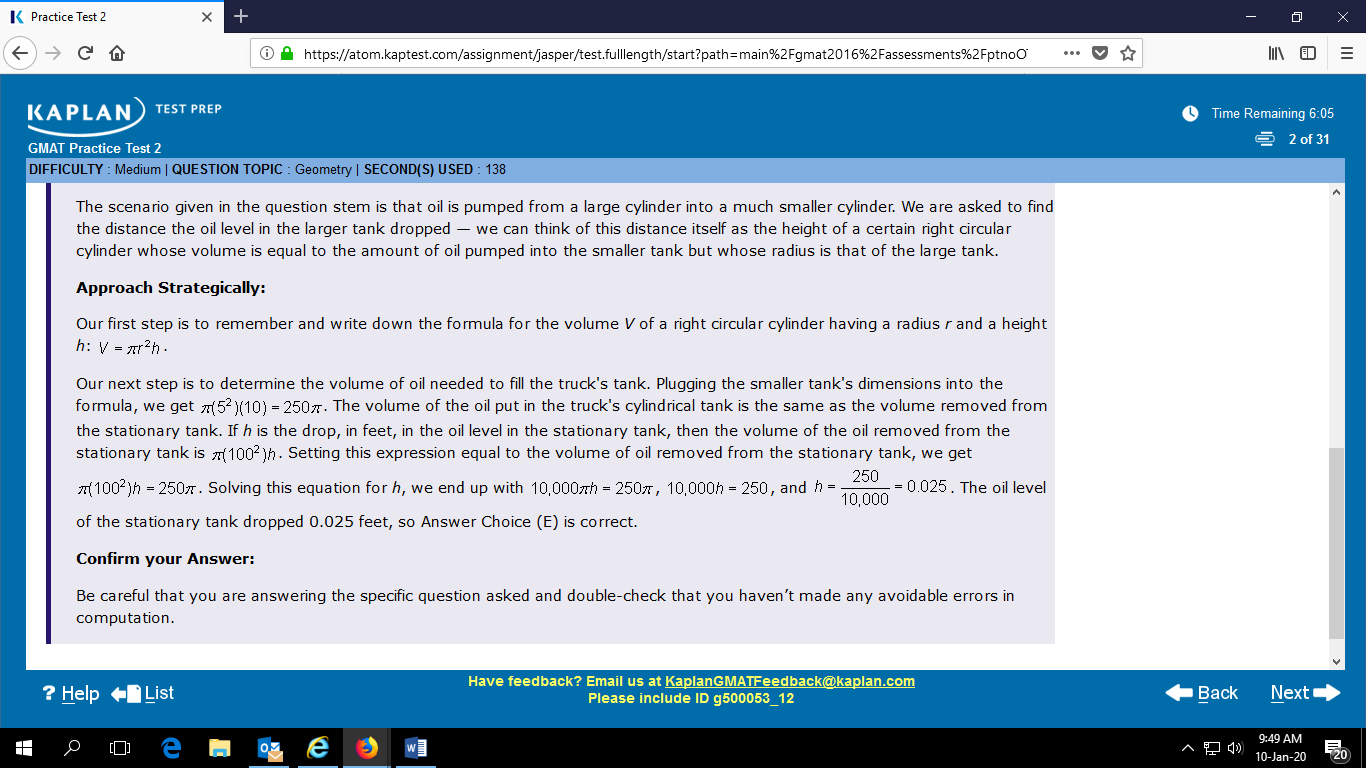 Practice Test 2
https://atom.kaptest.com/assignment/jasper/test.fulllength/start?path=main%2Fgmat2016%2Fassessments%2FptnoO
KAPLAN TEST PREP
Time Remaining 6:05
GMAT Practice Test 2
2 of 31
DIFFICULTY : Medium | QUESTION TOPIC : Geometry | SECOND(S) USED : 138
The scenario given in the question stem is that oil is pumped from a large cylinder into a much smaller cylinder. We are asked to find
the distance the oil level in the larger tank dropped — we can think of this distance itself as the height of a certain right circular
cylinder whose volume is equal to the amount of oil pumped into the smaller tank but whose radius is that of the large tank.
Approach Strategically:
Our first step is to remember and write down the formula for the volume V of a right circular cylinder having a radius r and a height
h: V = πr²h.
Our next step is to determine the volume of oil needed to fill the truck's tank. Plugging the smaller tank's dimensions into the
formula, we get π(5²)(10) = 250π. The volume of the oil put in the truck's cylindrical tank is the same as the volume removed from
the stationary tank. If h is the drop, in feet, in the oil level in the stationary tank, then the volume of the oil removed from the
stationary tank is π(100²)h. Setting this expression equal to the volume of oil removed from the stationary tank, we get
π(100²)h = 250π. Solving this equation for h, we end up with 10,000πh = 250π, 10,000h = 250, and h = 250/10,000 = 0.025. The oil level
of the stationary tank dropped 0.025 feet, so Answer Choice (E) is correct.
Confirm your Answer:
Be careful that you are answering the specific question asked and double-check that you haven't made any avoidable errors in
computation.
? Help List
Have feedback? Email us at KaplanGMATFeedback@kaplan.com
Please include ID g500053_12
Back Next
9:49 AM
10-Jan-20
20